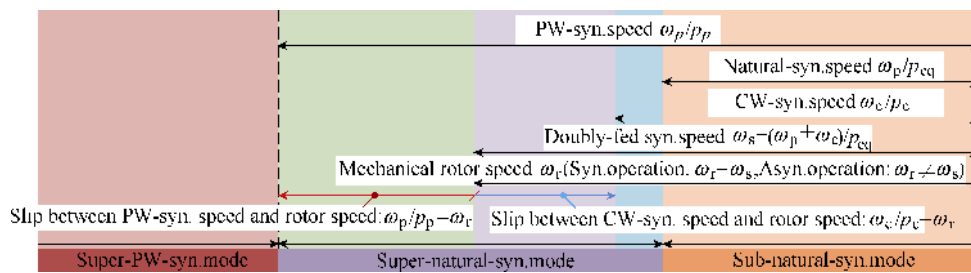 PW-syn.speed ωp/pp
Natural-syn.speed ωp/peq
CW-syn.speed ωc/pc
Doubly-fed syn.speed ωs=(ωp+ωc)/peq
Mechanical rotor speed ωr(Syn.operation: ωr=ωs,Asyn.operation: ωr≠ωs)
Slip between PW-syn. speed and rotor speed:ωp/pp−ωr
Slip between CW-syn. speed and rotor speed:ωc/pc−ωr
Super-PW-syn.mode
Super-natural-syn.mode
Sub-natural-syn.mode